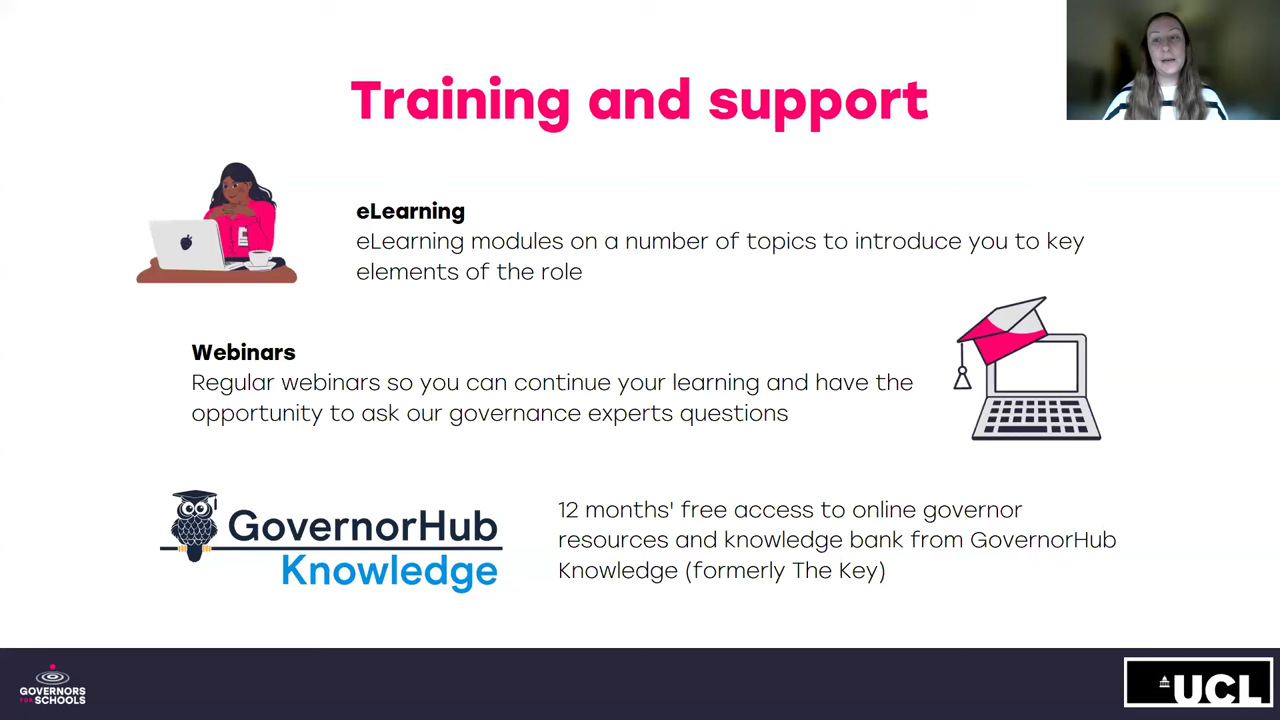 Training and support
eLearning
eLearning modules on a number of topics to introduce you to key
elements of the role
Webinars
Regular webinars so you can continue your learning and have the
opportunity to ask our governance experts questions
GovernorHub
Knowledge
12 months' free access to online governor
resources and knowledge bank from GovernorHub
Knowledge (formerly The Key)
GOVERNORS
FOR SCHOOLS
UCL